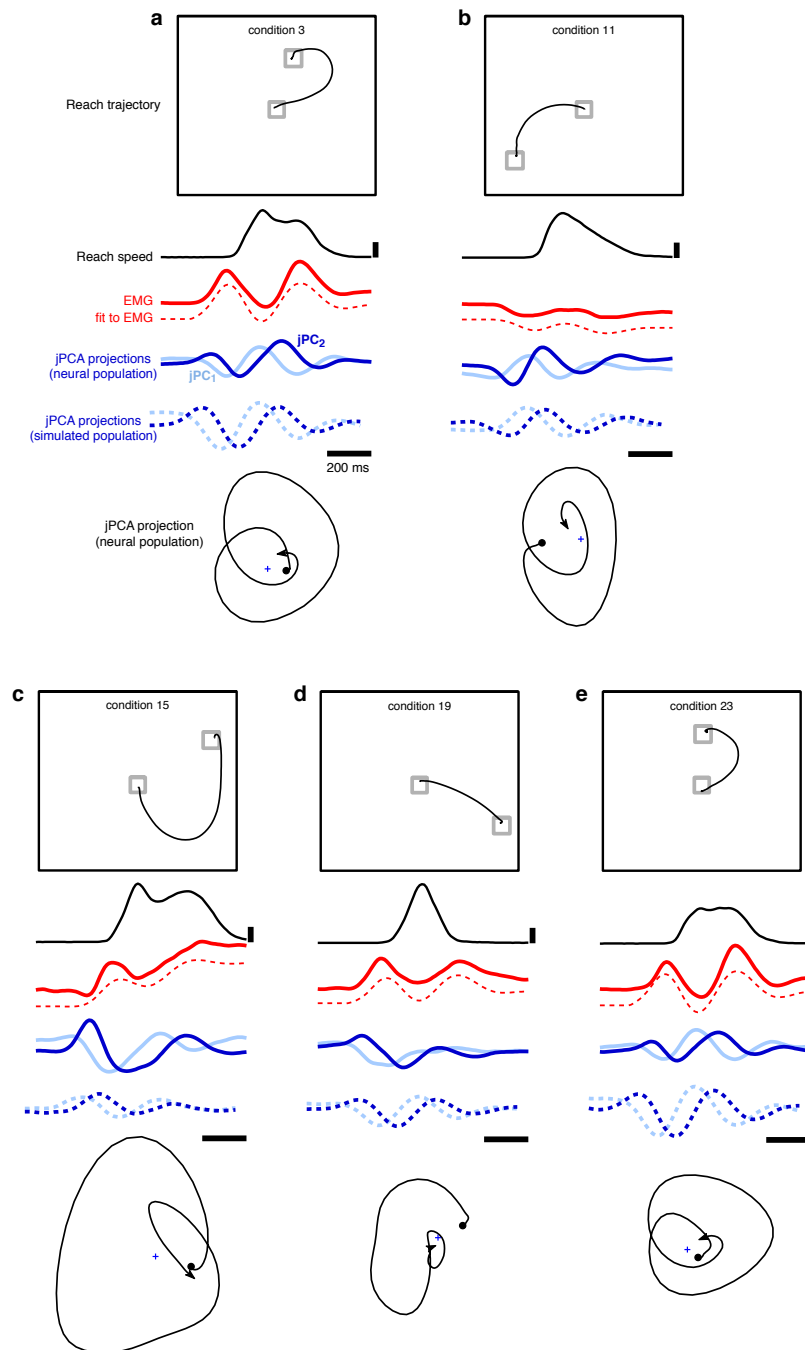 a
condition 3
b
condition 11
Reach trajectory
Reach speed
EMG
fit to EMG
jPC2
jPCA projections
(neural population)
jPC1
jPCA projections
(simulated population)
200 ms
jPCA projection
(neural population)
c
condition 15
d
condition 19
e
condition 23